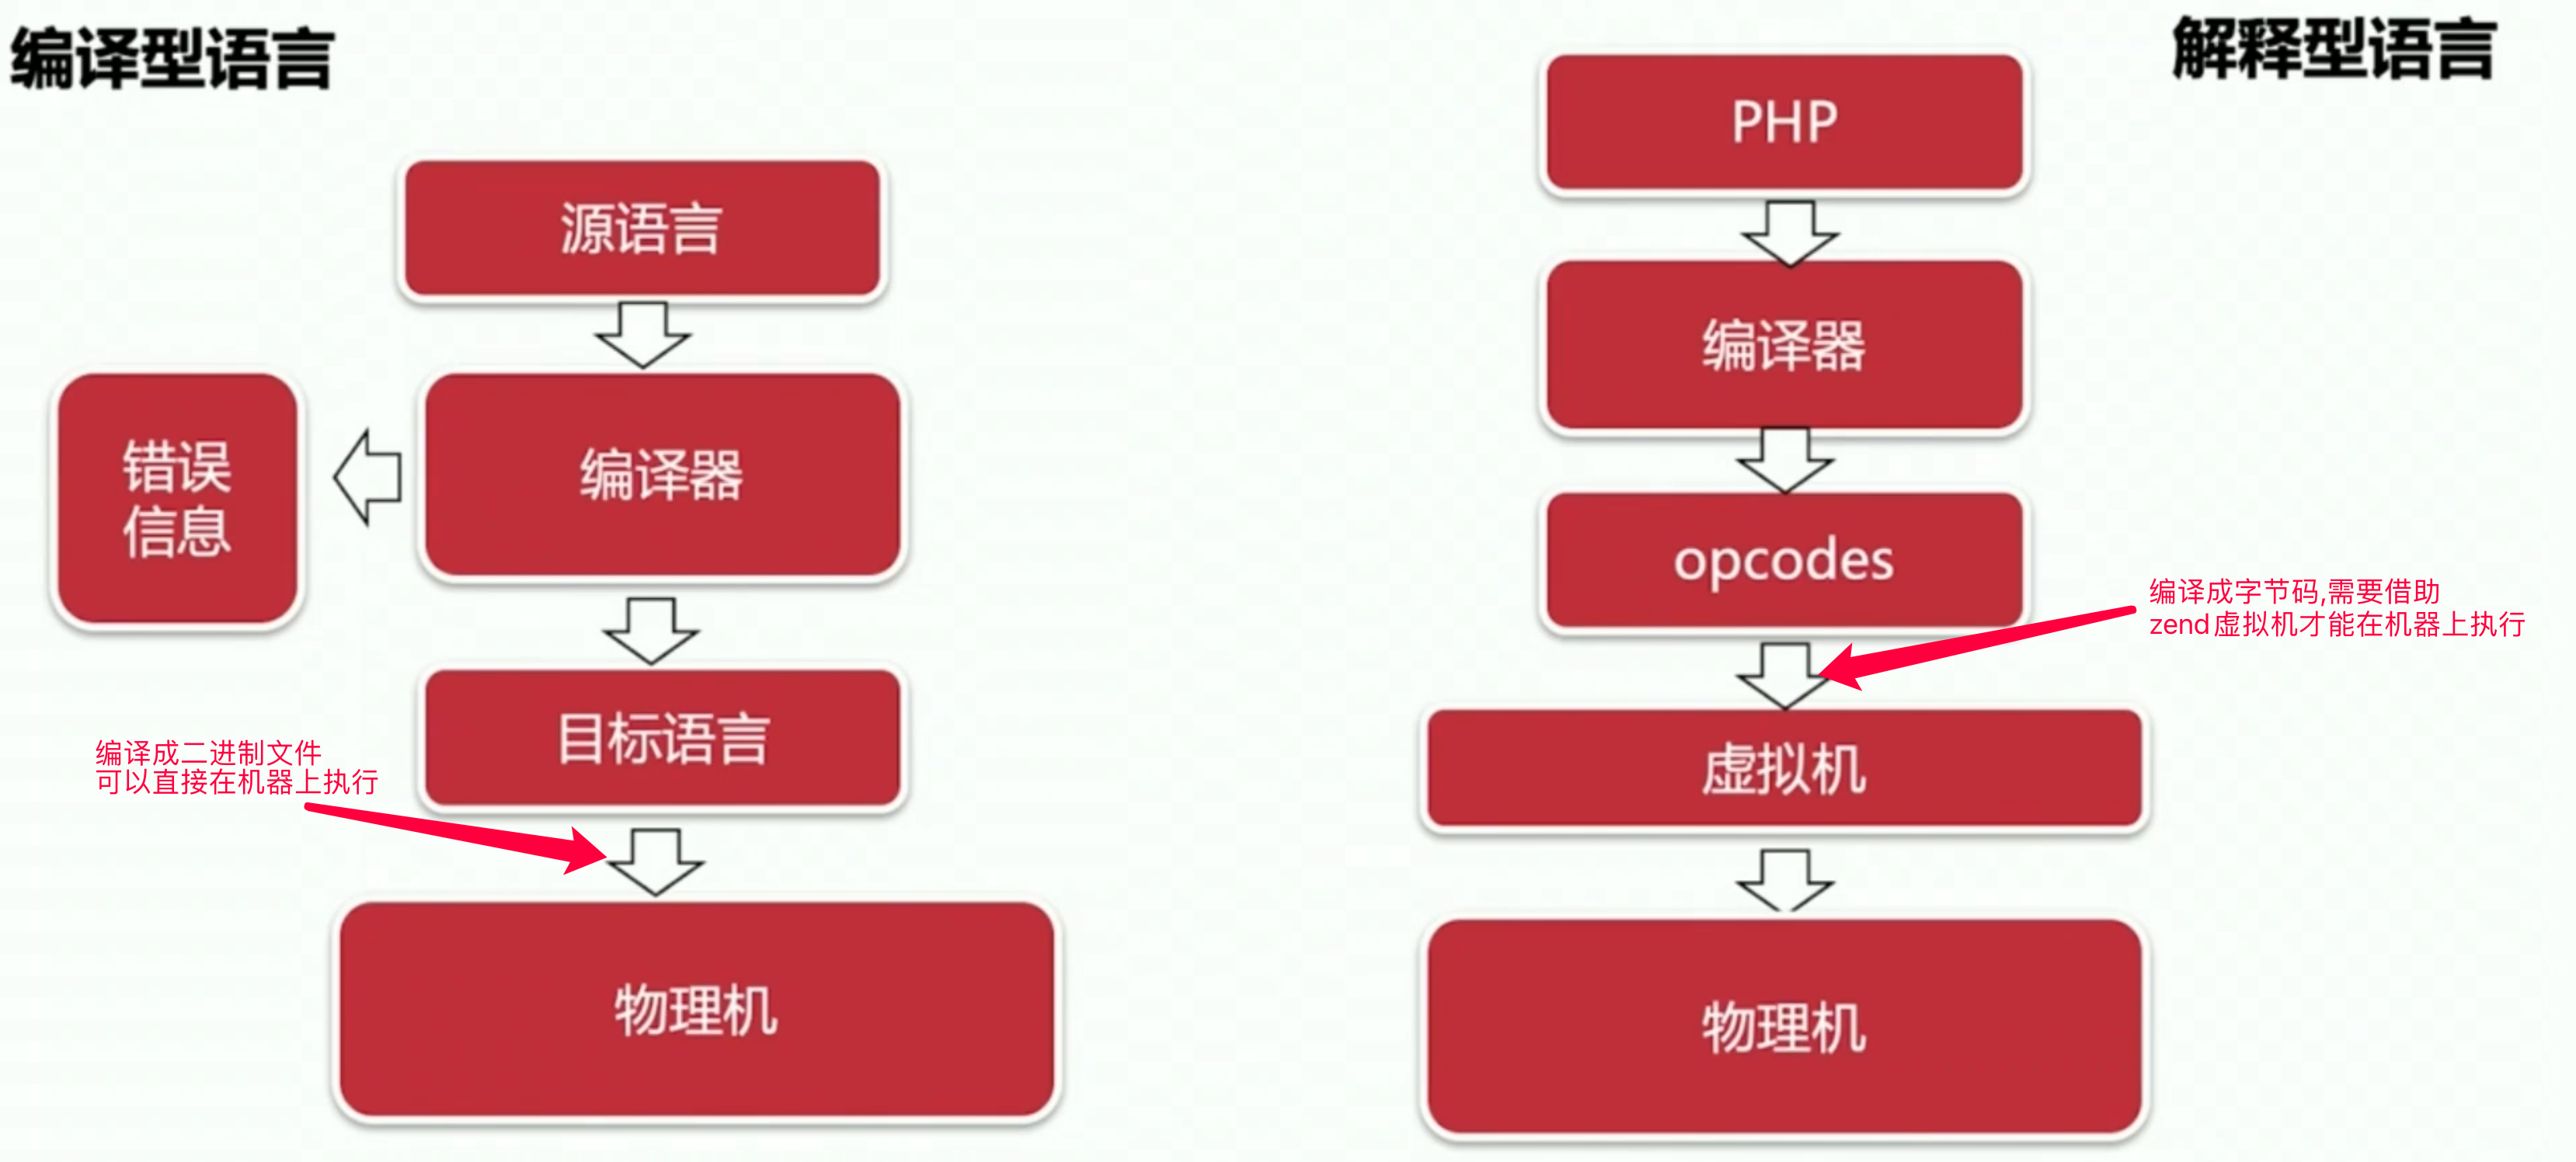 编译型语言
源语言
编译器
错误
信息
目标语言
编译成二进制文件
可以直接在机器上执行
物理机
解释型语言
PHP
编译器
opcodes
编译成字节码,需要借助
zend虚拟机才能在机器上执行
虚拟机
物理机